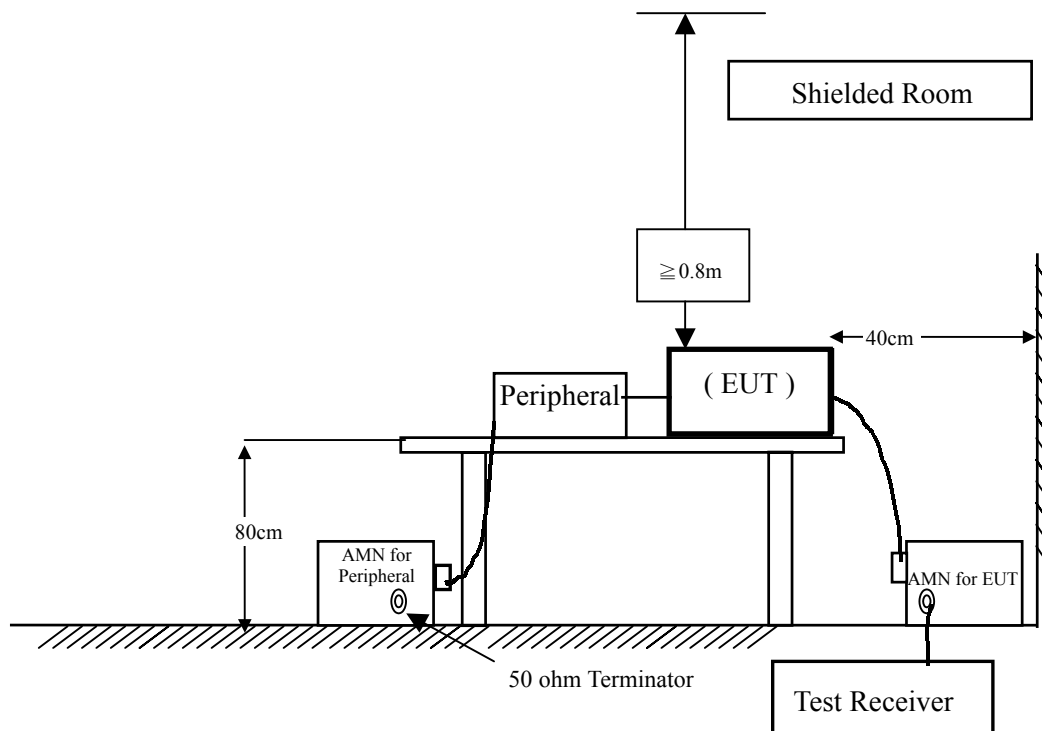 Shielded Room
≧0.8m
40cm
Peripheral
( EUT )
80cm
AMN for
Peripheral
AMN for EUT
50 ohm Terminator
Test Receiver